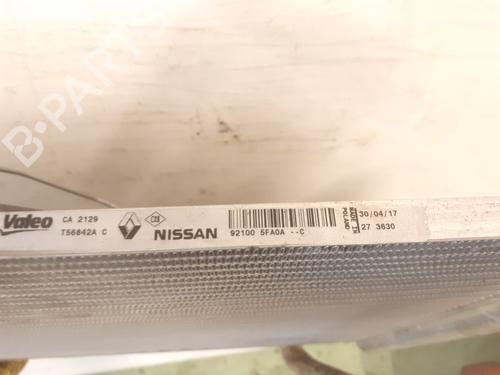 B-PARTS
Valeo
CA 2129
T56842A C
NISSAN
92100 5FA0A --C
MADE IN
POLAND
30/04/17
27 3630